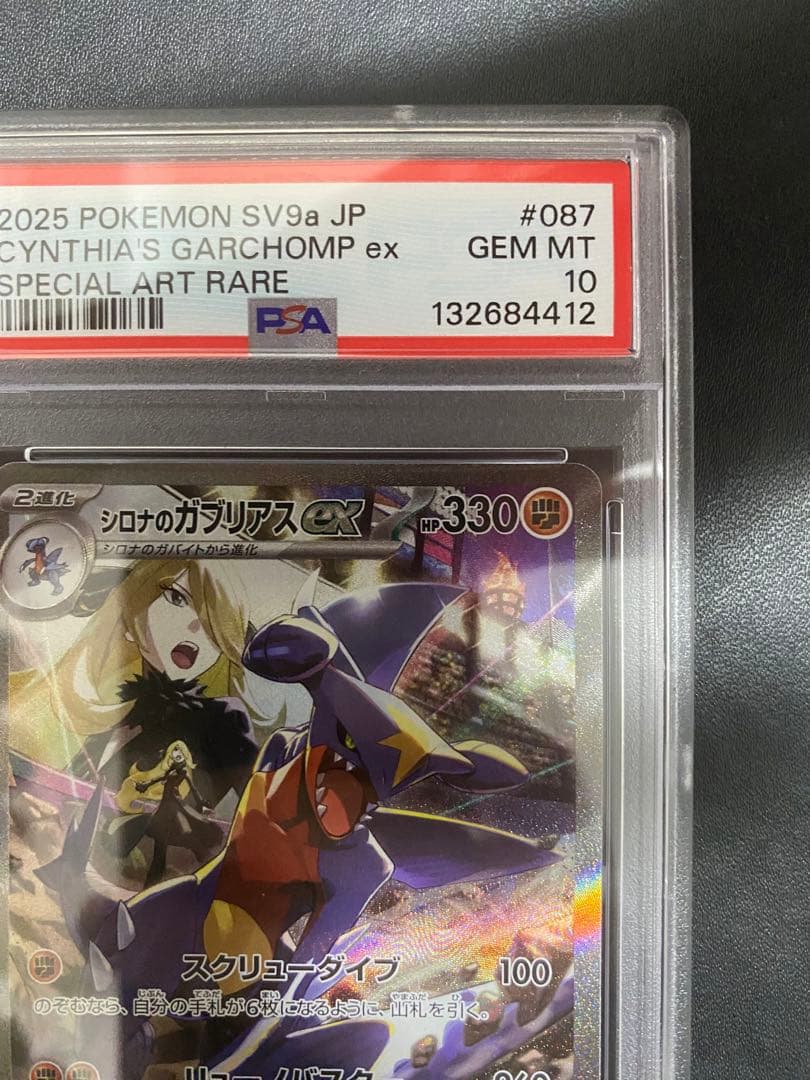 2025 POKEMON SV9a JP #087
CYNTHIA'S GARCHOMP ex GEM MT
SPECIAL ART RARE 10
PSA 132684412
2進化 シロナのガブリアスex HP330
シロナのガバイトから進化
スクリューダイブ 100
のぞむなら、自分の手札が6枚になるように、山札を引く。